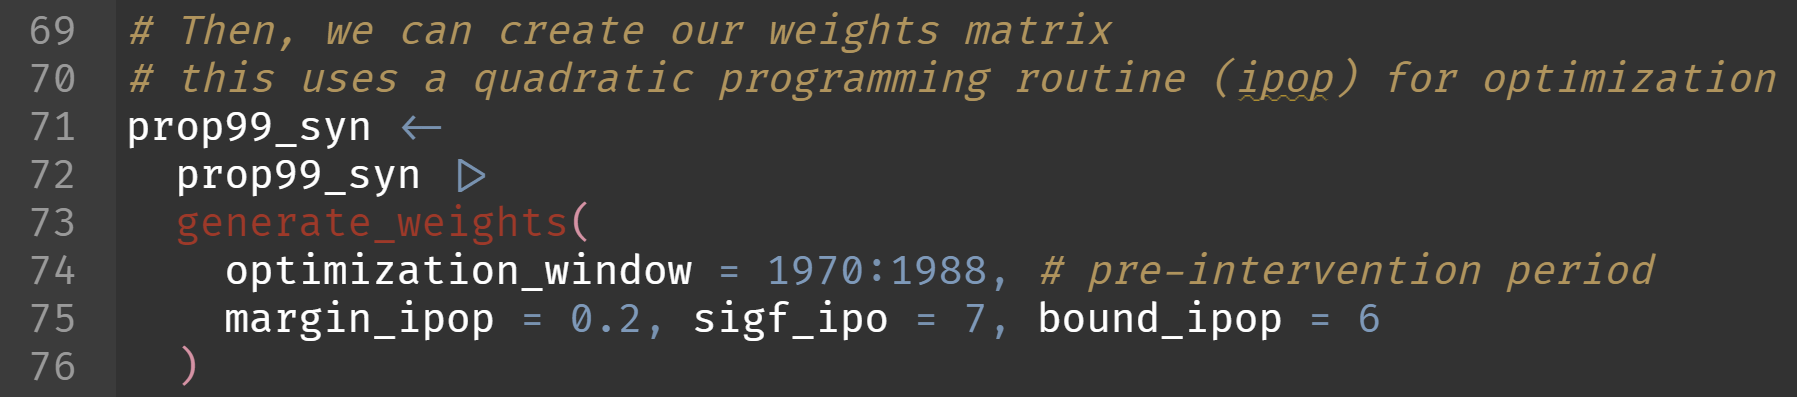 69 # Then, we can create our weights matrix
70 # this uses a quadratic programming routine (ipop) for optimization
71 prop99_syn <-
72   prop99_syn |>
73   generate_weights(
74     optimization_window = 1970:1988, # pre-intervention period
75     margin_ipop = 0.2, sigf_ipo = 7, bound_ipop = 6
76   )